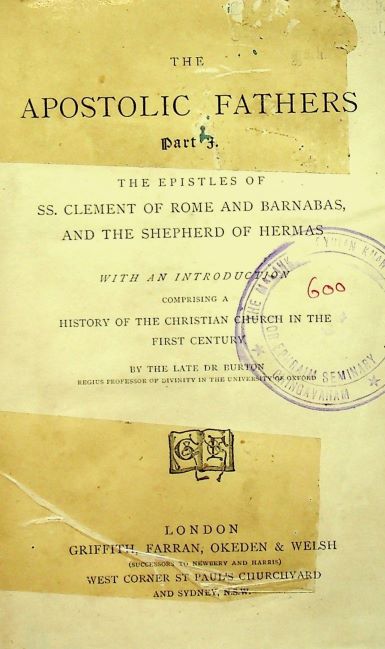 THE
APOSTOLIC FATHERS
Part I.
THE EPISTLES OF
SS. CLEMENT OF ROME AND BARNABAS,
AND THE SHEPHERD OF HERMAS
WITH AN INTRODUCTION
COMPRISING A
HISTORY OF THE CHRISTIAN CHURCH IN THE
FIRST CENTURY
BY THE LATE DR BURTON
REGIUS PROFESSOR OF DIVINITY IN THE UNIVERSITY OF OXFORD
600
SEMINARY
LONDON
GRIFFITH, FARRAN, OKEDEN & WELSH
(SUCCESSORS TO NEWBERY AND HARRIS)
WEST CORNER ST PAUL'S CHURCHYARD
AND SYDNEY, N.S.W.